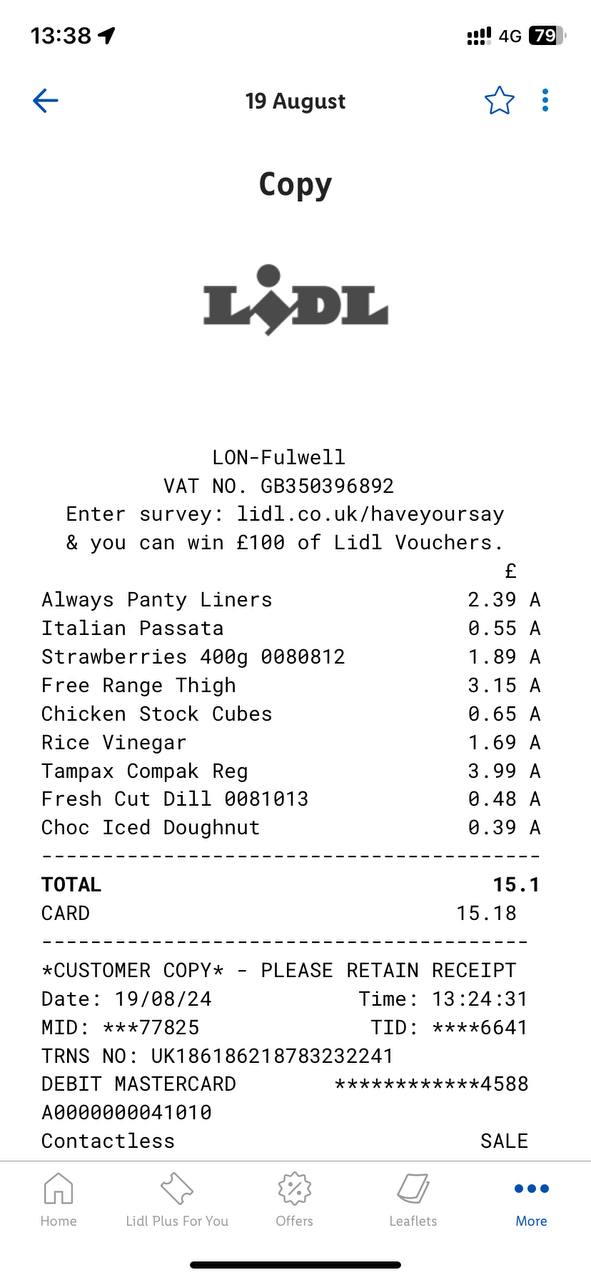 13:38 4G 79
19 August
Copy
LIDL
LON-Fulwell
VAT NO. GB350396892
Enter survey: lidl.co.uk/haveyoursay
& you can win £100 of Lidl Vouchers.
£
Always Panty Liners 2.39 A
Italian Passata 0.55 A
Strawberries 400g 0080812 1.89 A
Free Range Thigh 3.15 A
Chicken Stock Cubes 0.65 A
Rice Vinegar 1.69 A
Tampax Compak Reg 3.99 A
Fresh Cut Dill 0081013 0.48 A
Choc Iced Doughnut 0.39 A
-----------------------------------------
TOTAL 15.1
CARD 15.18
----------------------------------------
*CUSTOMER COPY* - PLEASE RETAIN RECEIPT
Date: 19/08/24 Time: 13:24:31
MID: ***77825 TID: ****6641
TRNS NO: UK186186218783232241
DEBIT MASTERCARD ************4588
A0000000041010
Contactless SALE
Home Lidl Plus For You Offers Leaflets More